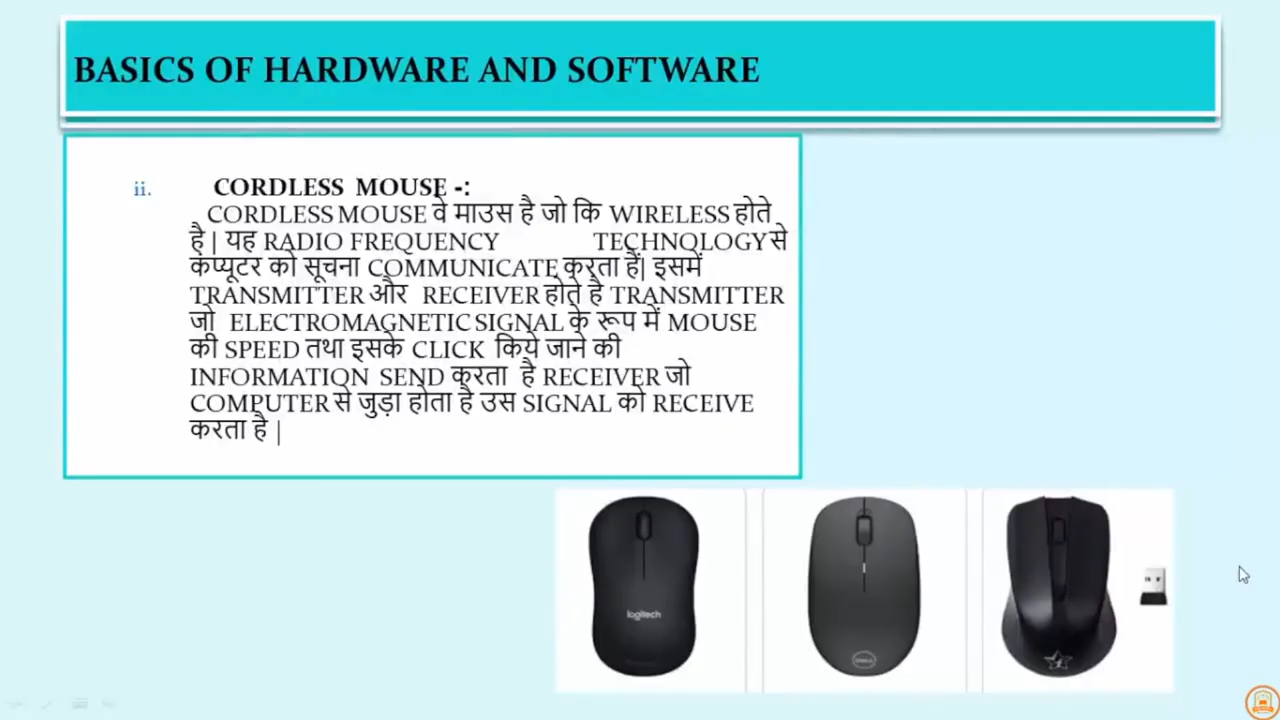 BASICS OF HARDWARE AND SOFTWARE
ii. CORDLESS MOUSE -:
CORDLESS MOUSE वे माउस है जो कि WIRELESS होते
है | यह RADIO FREQUENCY TECHNOLOGY से
कंप्यूटर को सूचना COMMUNICATE करता हैं| इसमें
TRANSMITTER और RECEIVER होते है TRANSMITTER
जो ELECTROMAGNETIC SIGNAL के रूप में MOUSE
की SPEED तथा इसके CLICK किये जाने की
INFORMATION SEND करता है RECEIVER जो
COMPUTER से जुड़ा होता है उस SIGNAL को RECEIVE
करता है |
logitech
DELL